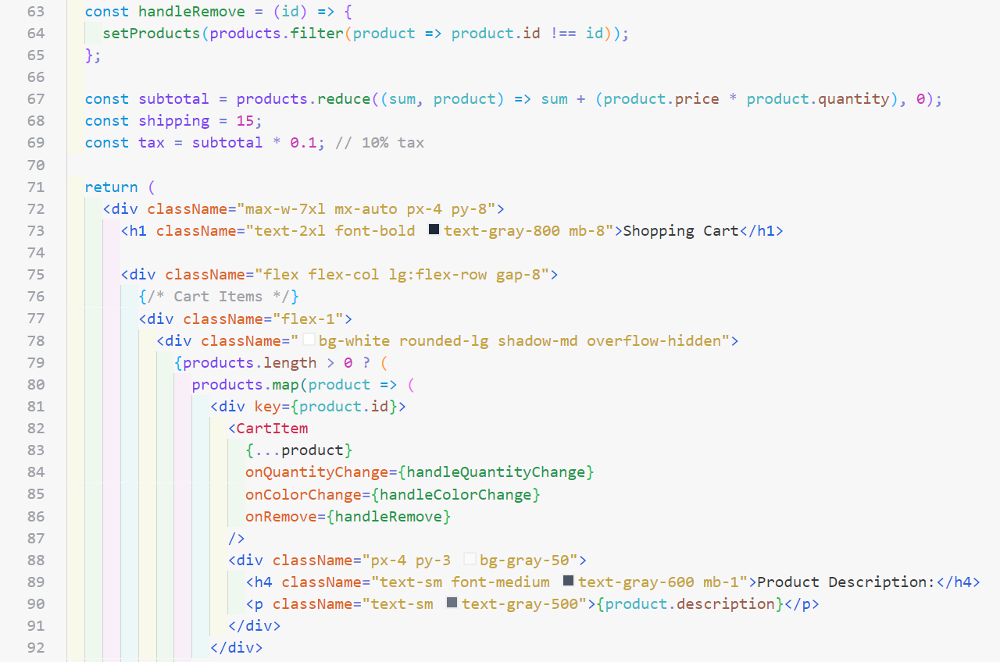 63 const handleRemove = (id) => {
64 setProducts(products.filter(product => product.id !== id));
65 };
66
67 const subtotal = products.reduce((sum, product) => sum + (product.price * product.quantity), 0);
68 const shipping = 15;
69 const tax = subtotal * 0.1; // 10% tax
70
71 return (
72 <div className="max-w-7xl mx-auto px-4 py-8">
73 <h1 className="text-2xl font-bold text-gray-800 mb-8">Shopping Cart</h1>
74
75 <div className="flex flex-col lg:flex-row gap-8">
76 {/* Cart Items */}
77 <div className="flex-1">
78 <div className="bg-white rounded-lg shadow-md overflow-hidden">
79 {products.length > 0 ? (
80 products.map(product => (
81 <div key={product.id}>
82 <CartItem
83 {...product}
84 onQuantityChange={handleQuantityChange}
85 onColorChange={handleColorChange}
86 onRemove={handleRemove}
87 />
88 <div className="px-4 py-3 bg-gray-50">
89 <h4 className="text-sm font-medium text-gray-600 mb-1">Product Description:</h4>
90 <p className="text-sm text-gray-500">{product.description}</p>
91 </div>
92 </div>